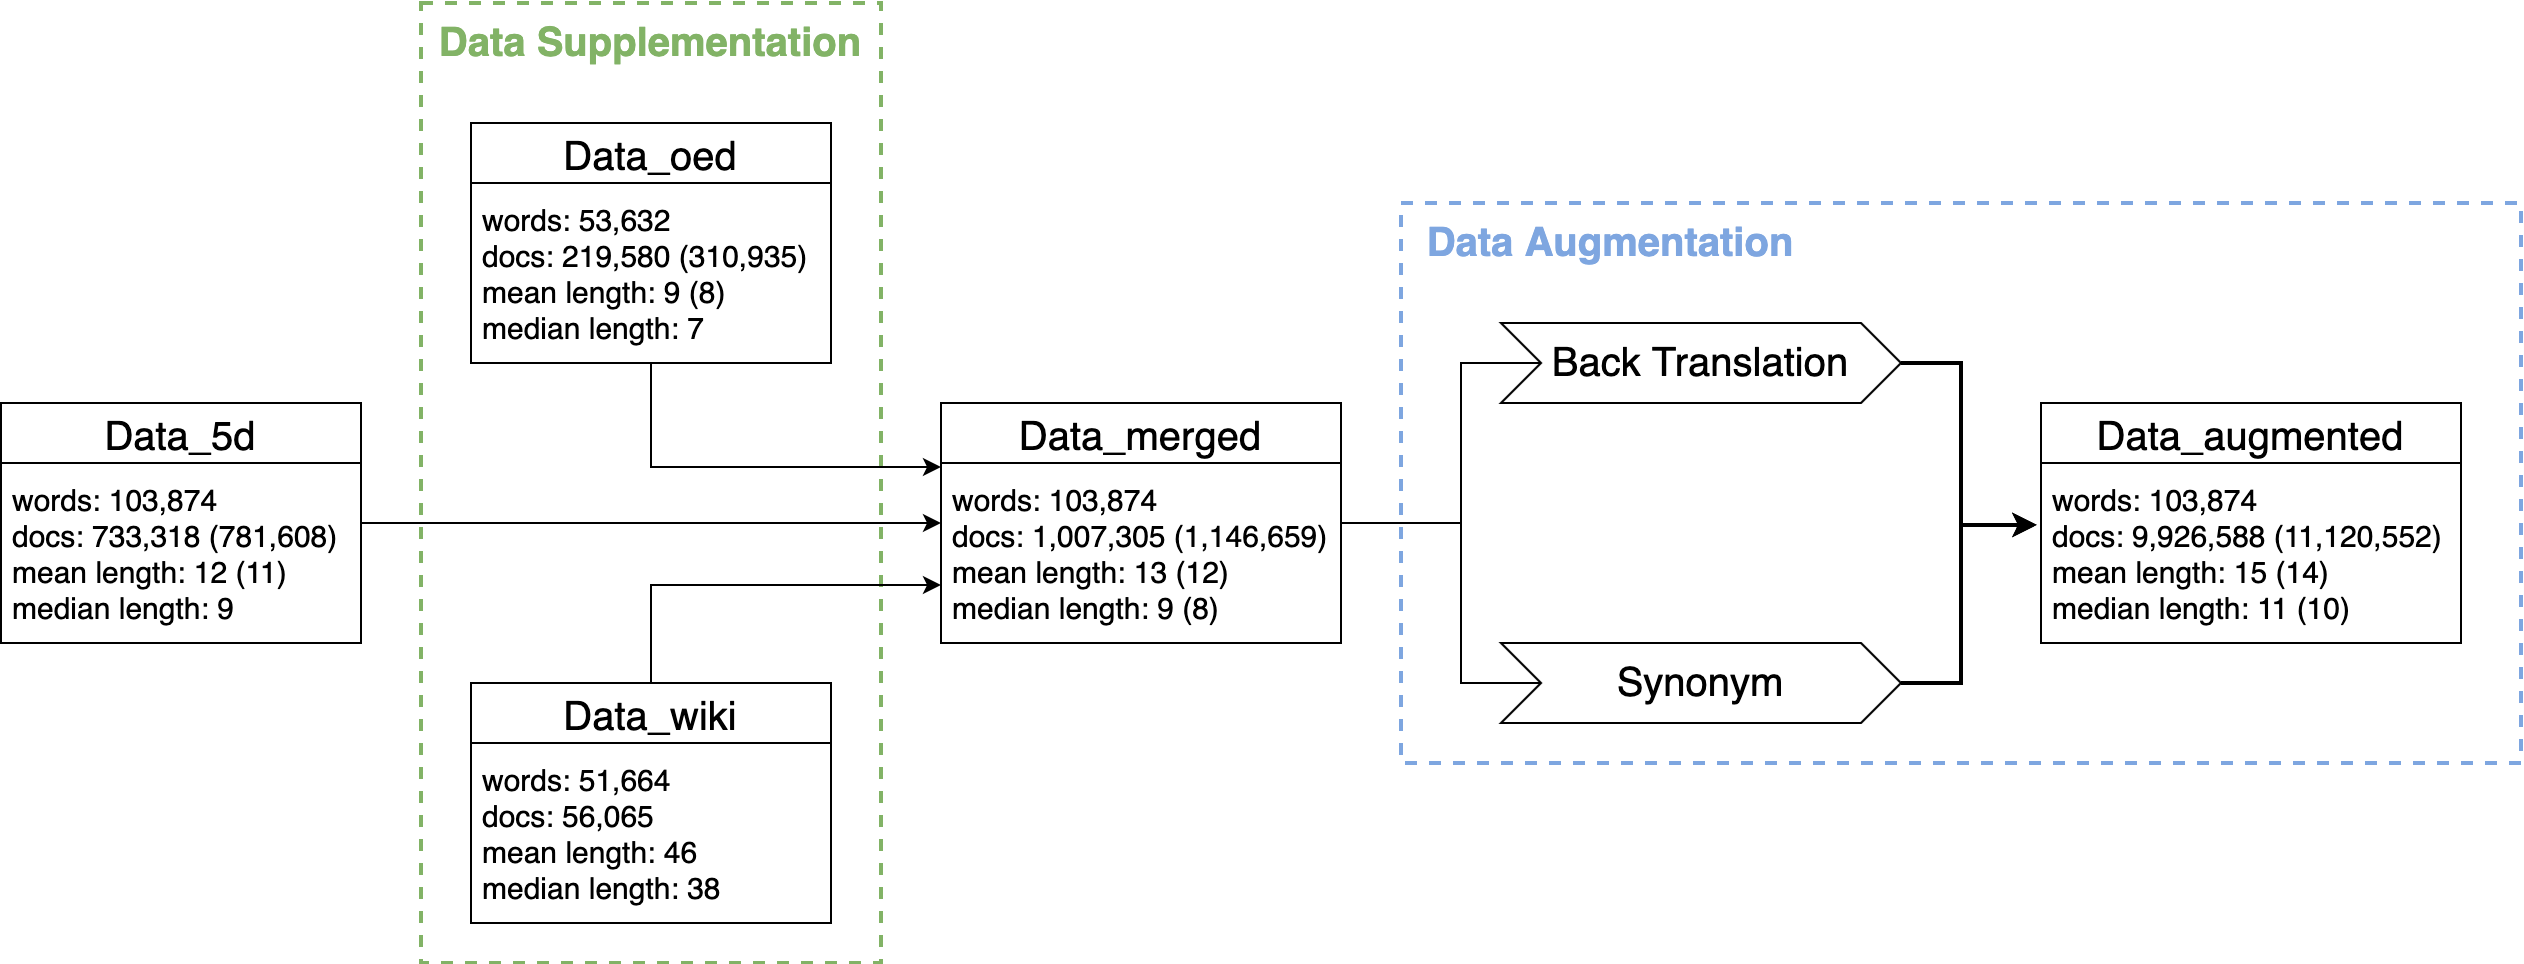 Data Supplementation
Data_oed
words: 53,632
docs: 219,580 (310,935)
mean length: 9 (8)
median length: 7
Data_5d
words: 103,874
docs: 733,318 (781,608)
mean length: 12 (11)
median length: 9
Data_wiki
words: 51,664
docs: 56,065
mean length: 46
median length: 38
Data_merged
words: 103,874
docs: 1,007,305 (1,146,659)
mean length: 13 (12)
median length: 9 (8)
Data Augmentation
Back Translation
Synonym
Data_augmented
words: 103,874
docs: 9,926,588 (11,120,552)
mean length: 15 (14)
median length: 11 (10)